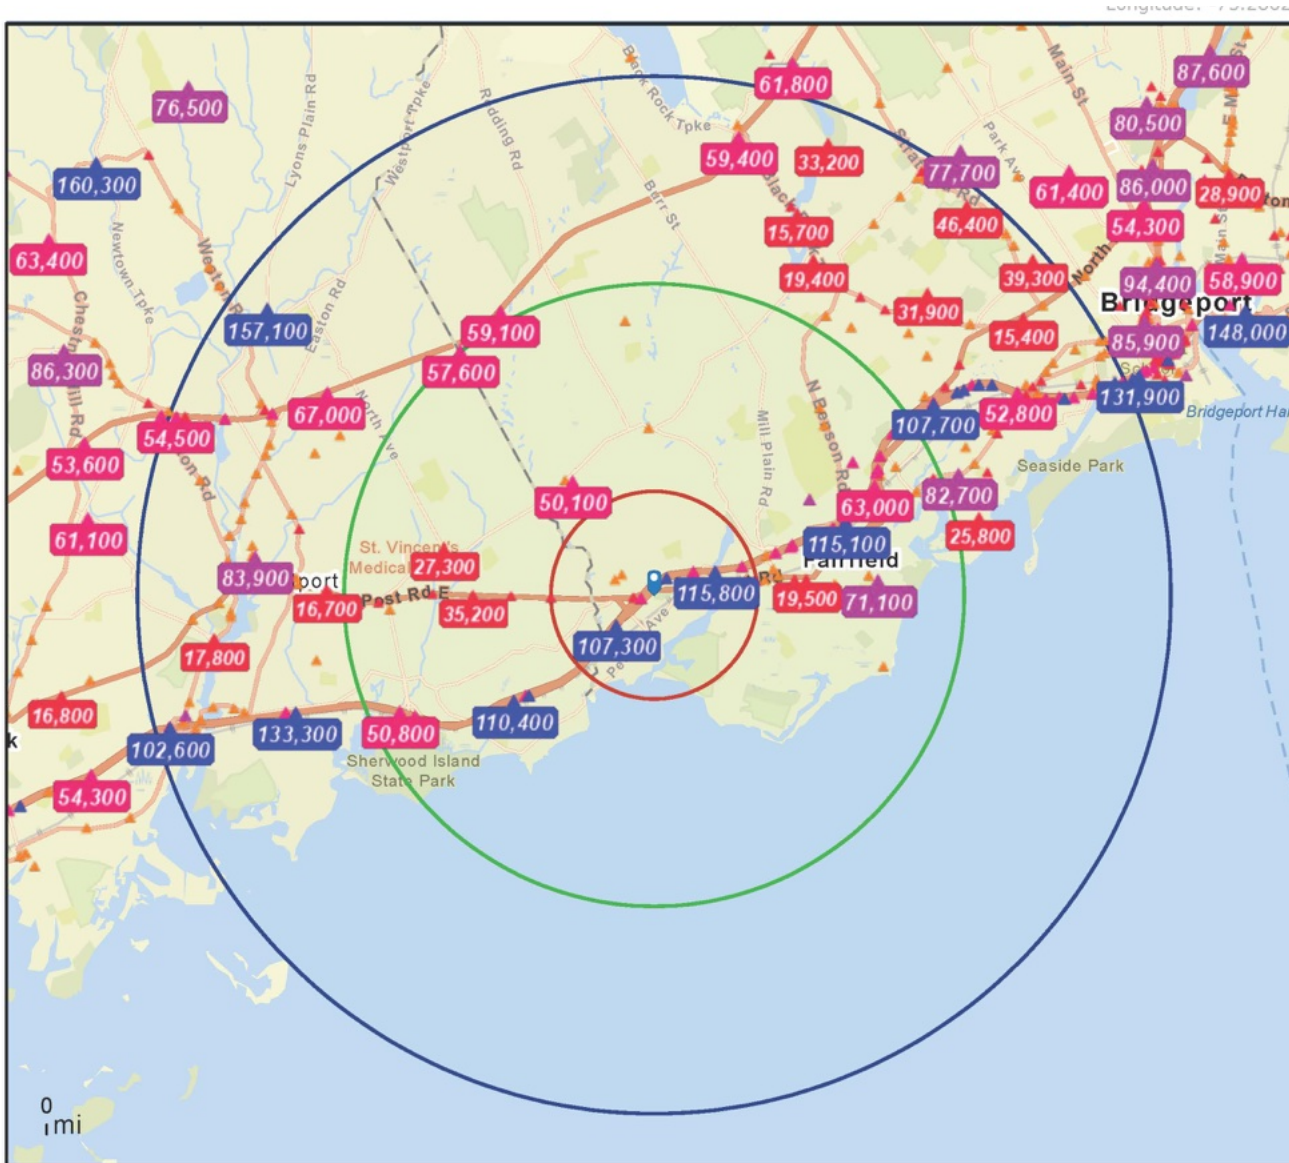 87,600
61,800
76,500
Main St
E M
St
80,500
Lyons Plain Rd
Westport Tpke
Redding Rd
Black Rock Tpke
59,400
33,200
Park Ave
77,700
160,300
61,400
86,000
28,900
Barr St
46,400
54,300
15,700
Newtown Tpke
63,400
Main St
North
19,400
39,300
94,400
58,900
Bridgeport
31,900
157,100
Easton Rd
59,100
15,400
85,900
148,000
86,300
57,600
131,900
Bridgeport Ha
67,000
North Ave
52,800
54,500
107,700
Mill Plain Rd
N Benson Rd
53,600
Seaside Park
50,100
63,000
82,700
61,100
115,100
25,800
St. Vincent's
Medical
27,300
Fairfield
83,900
port
Post Rd E
Rd
16,700
35,200
115,800
19,500
71,100
107,300
Ave
17,800
16,800
110,400
k
102,600
133,300
50,800
Sherwood Island
State Park
54,300
0
mi